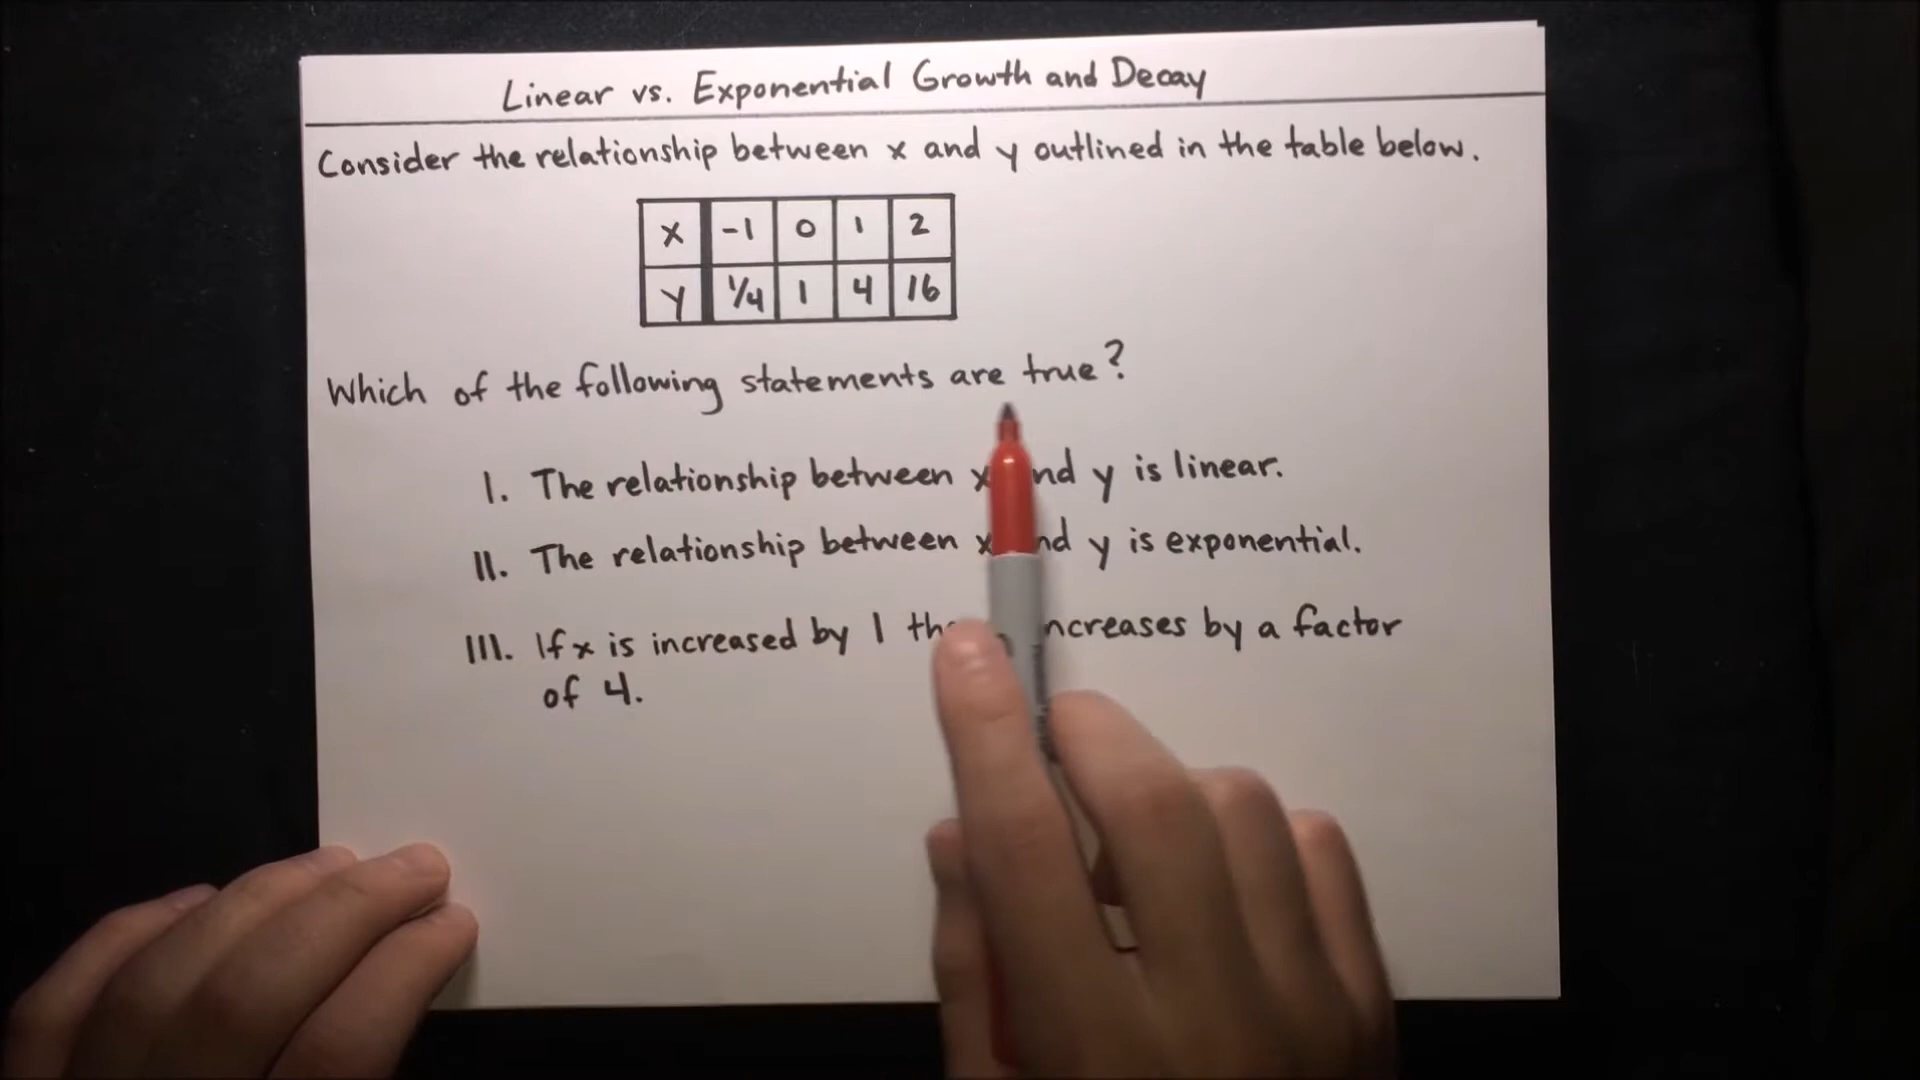 Linear vs. Exponential Growth and Decay
Consider the relationship between x and y outlined in the table below.
x -1 0 1 2
y 1/4 1 4 16
Which of the following statements are true?
I. The relationship between x and y is linear.
II. The relationship between x and y is exponential.
III. If x is increased by 1 increases by a factor
of 4.